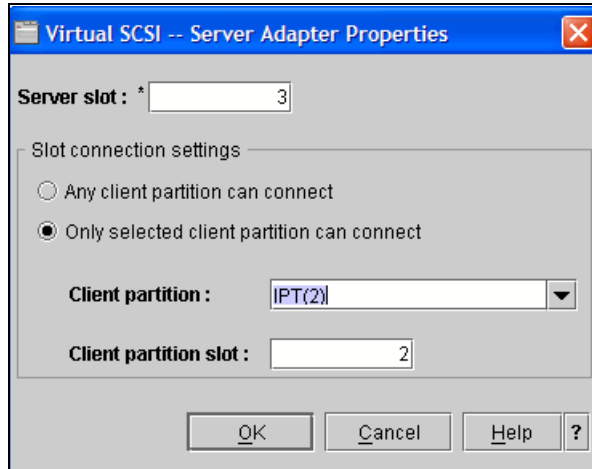 Virtual SCSI -- Server Adapter Properties
Server slot : * 3
Slot connection settings
Any client partition can connect
Only selected client partition can connect
Client partition : IPT(2)
Client partition slot : 2
OK Cancel Help ?